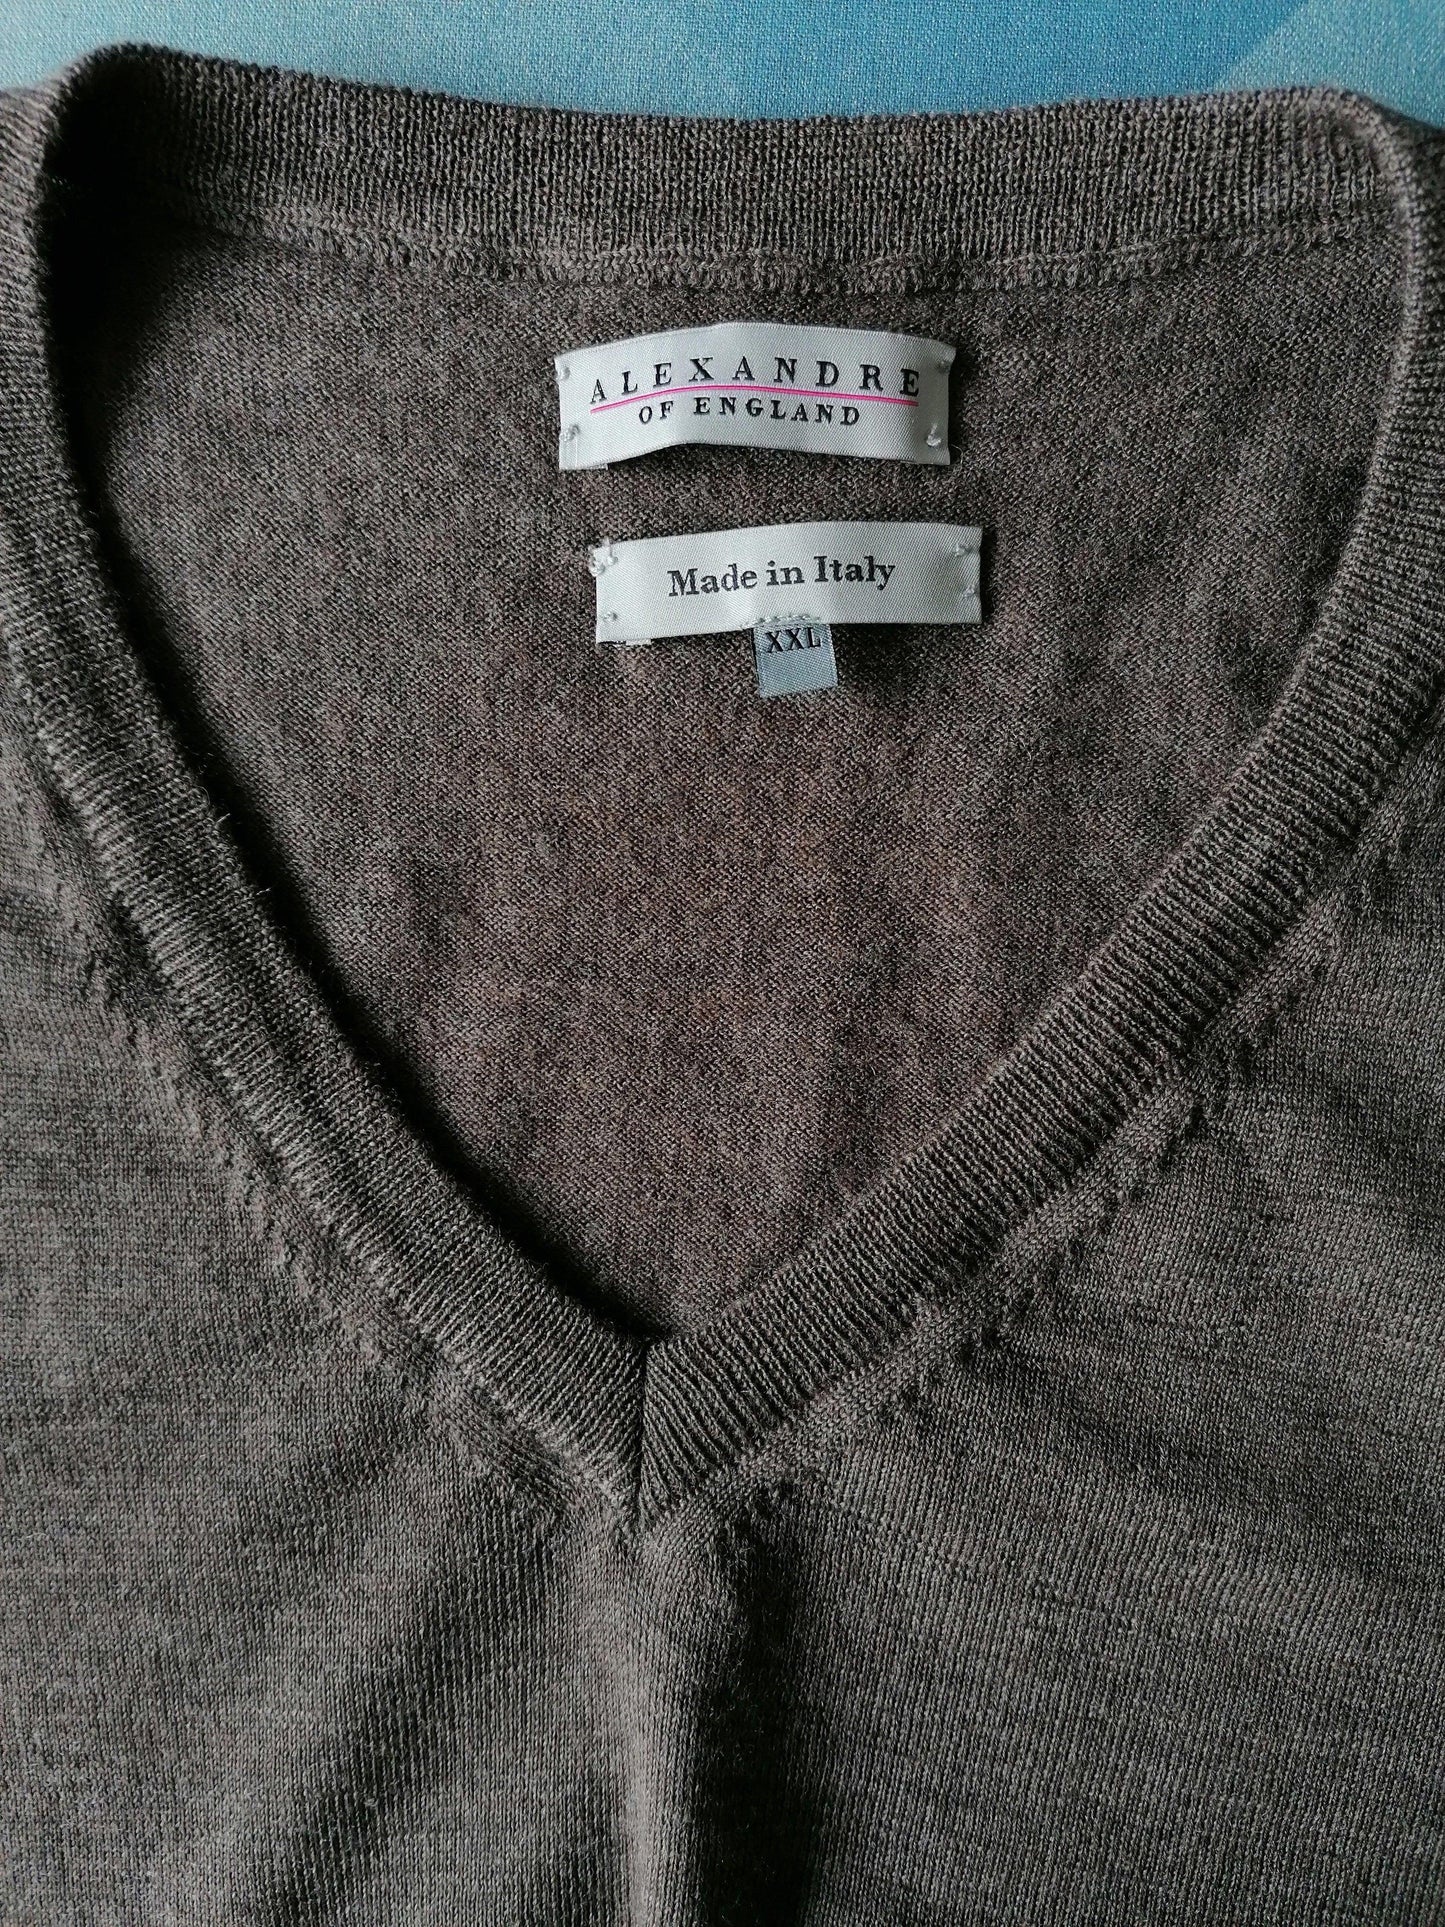 ALEXANDRE
OF ENGLAND
Made in Italy
XXL